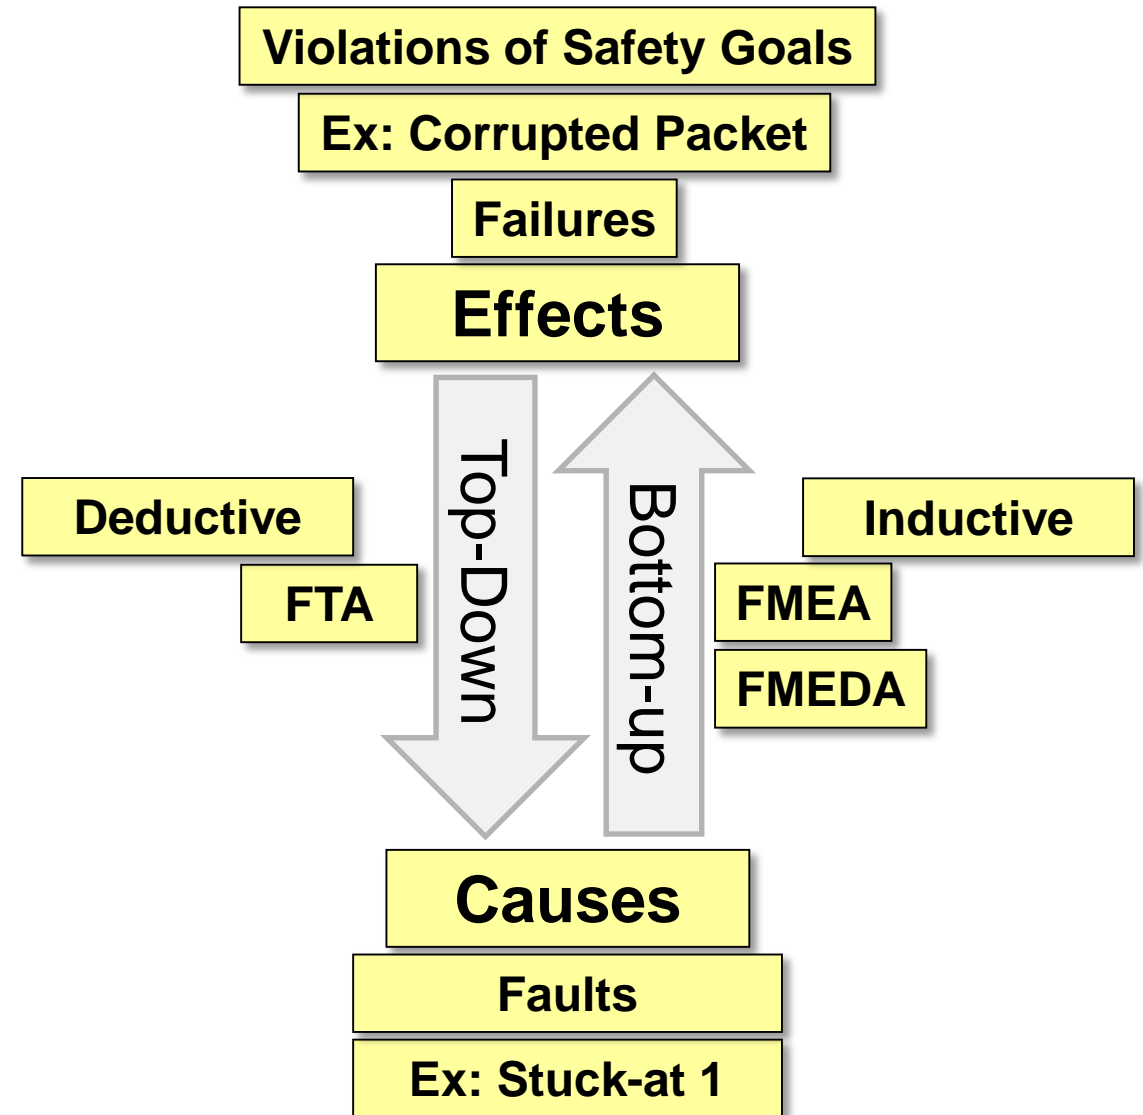 Violations of Safety Goals
Ex: Corrupted Packet
Failures
Effects
Top-Down
Bottom-up
Deductive
FTA
Inductive
FMEA
FMEDA
Causes
Faults
Ex: Stuck-at 1